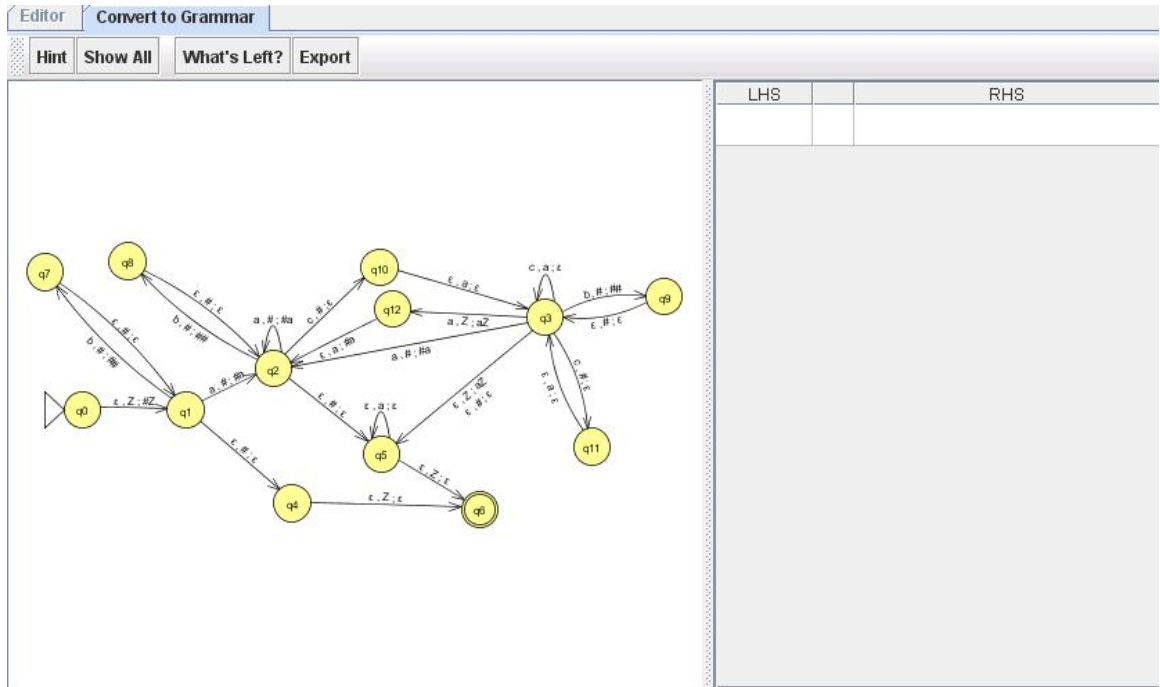 Editor Convert to Grammar
Hint Show All What's Left? Export
LHS RHS
q7
q8
q10
c , a ; ε
ε , a ; ε
b , # ; ##
q9
ε , # ; ε
q12
q3
ε , # ; ε
b , # ; ##
a , # ; #a
c , # ; ε
a , Z ; aZ
ε , # ; ε
b , # ; ##
ε , a ; #a
a , # ; #a
q2
a , # ; #a
c , # ; ε
ε , a ; ε
ε , Z ; aZ
ε , # ; ε
q0
ε , Z ; #Z
q1
ε , # ; ε
ε , a ; ε
q11
ε , # ; ε
q5
ε , Z ; ε
q4
ε , Z ; ε
q6